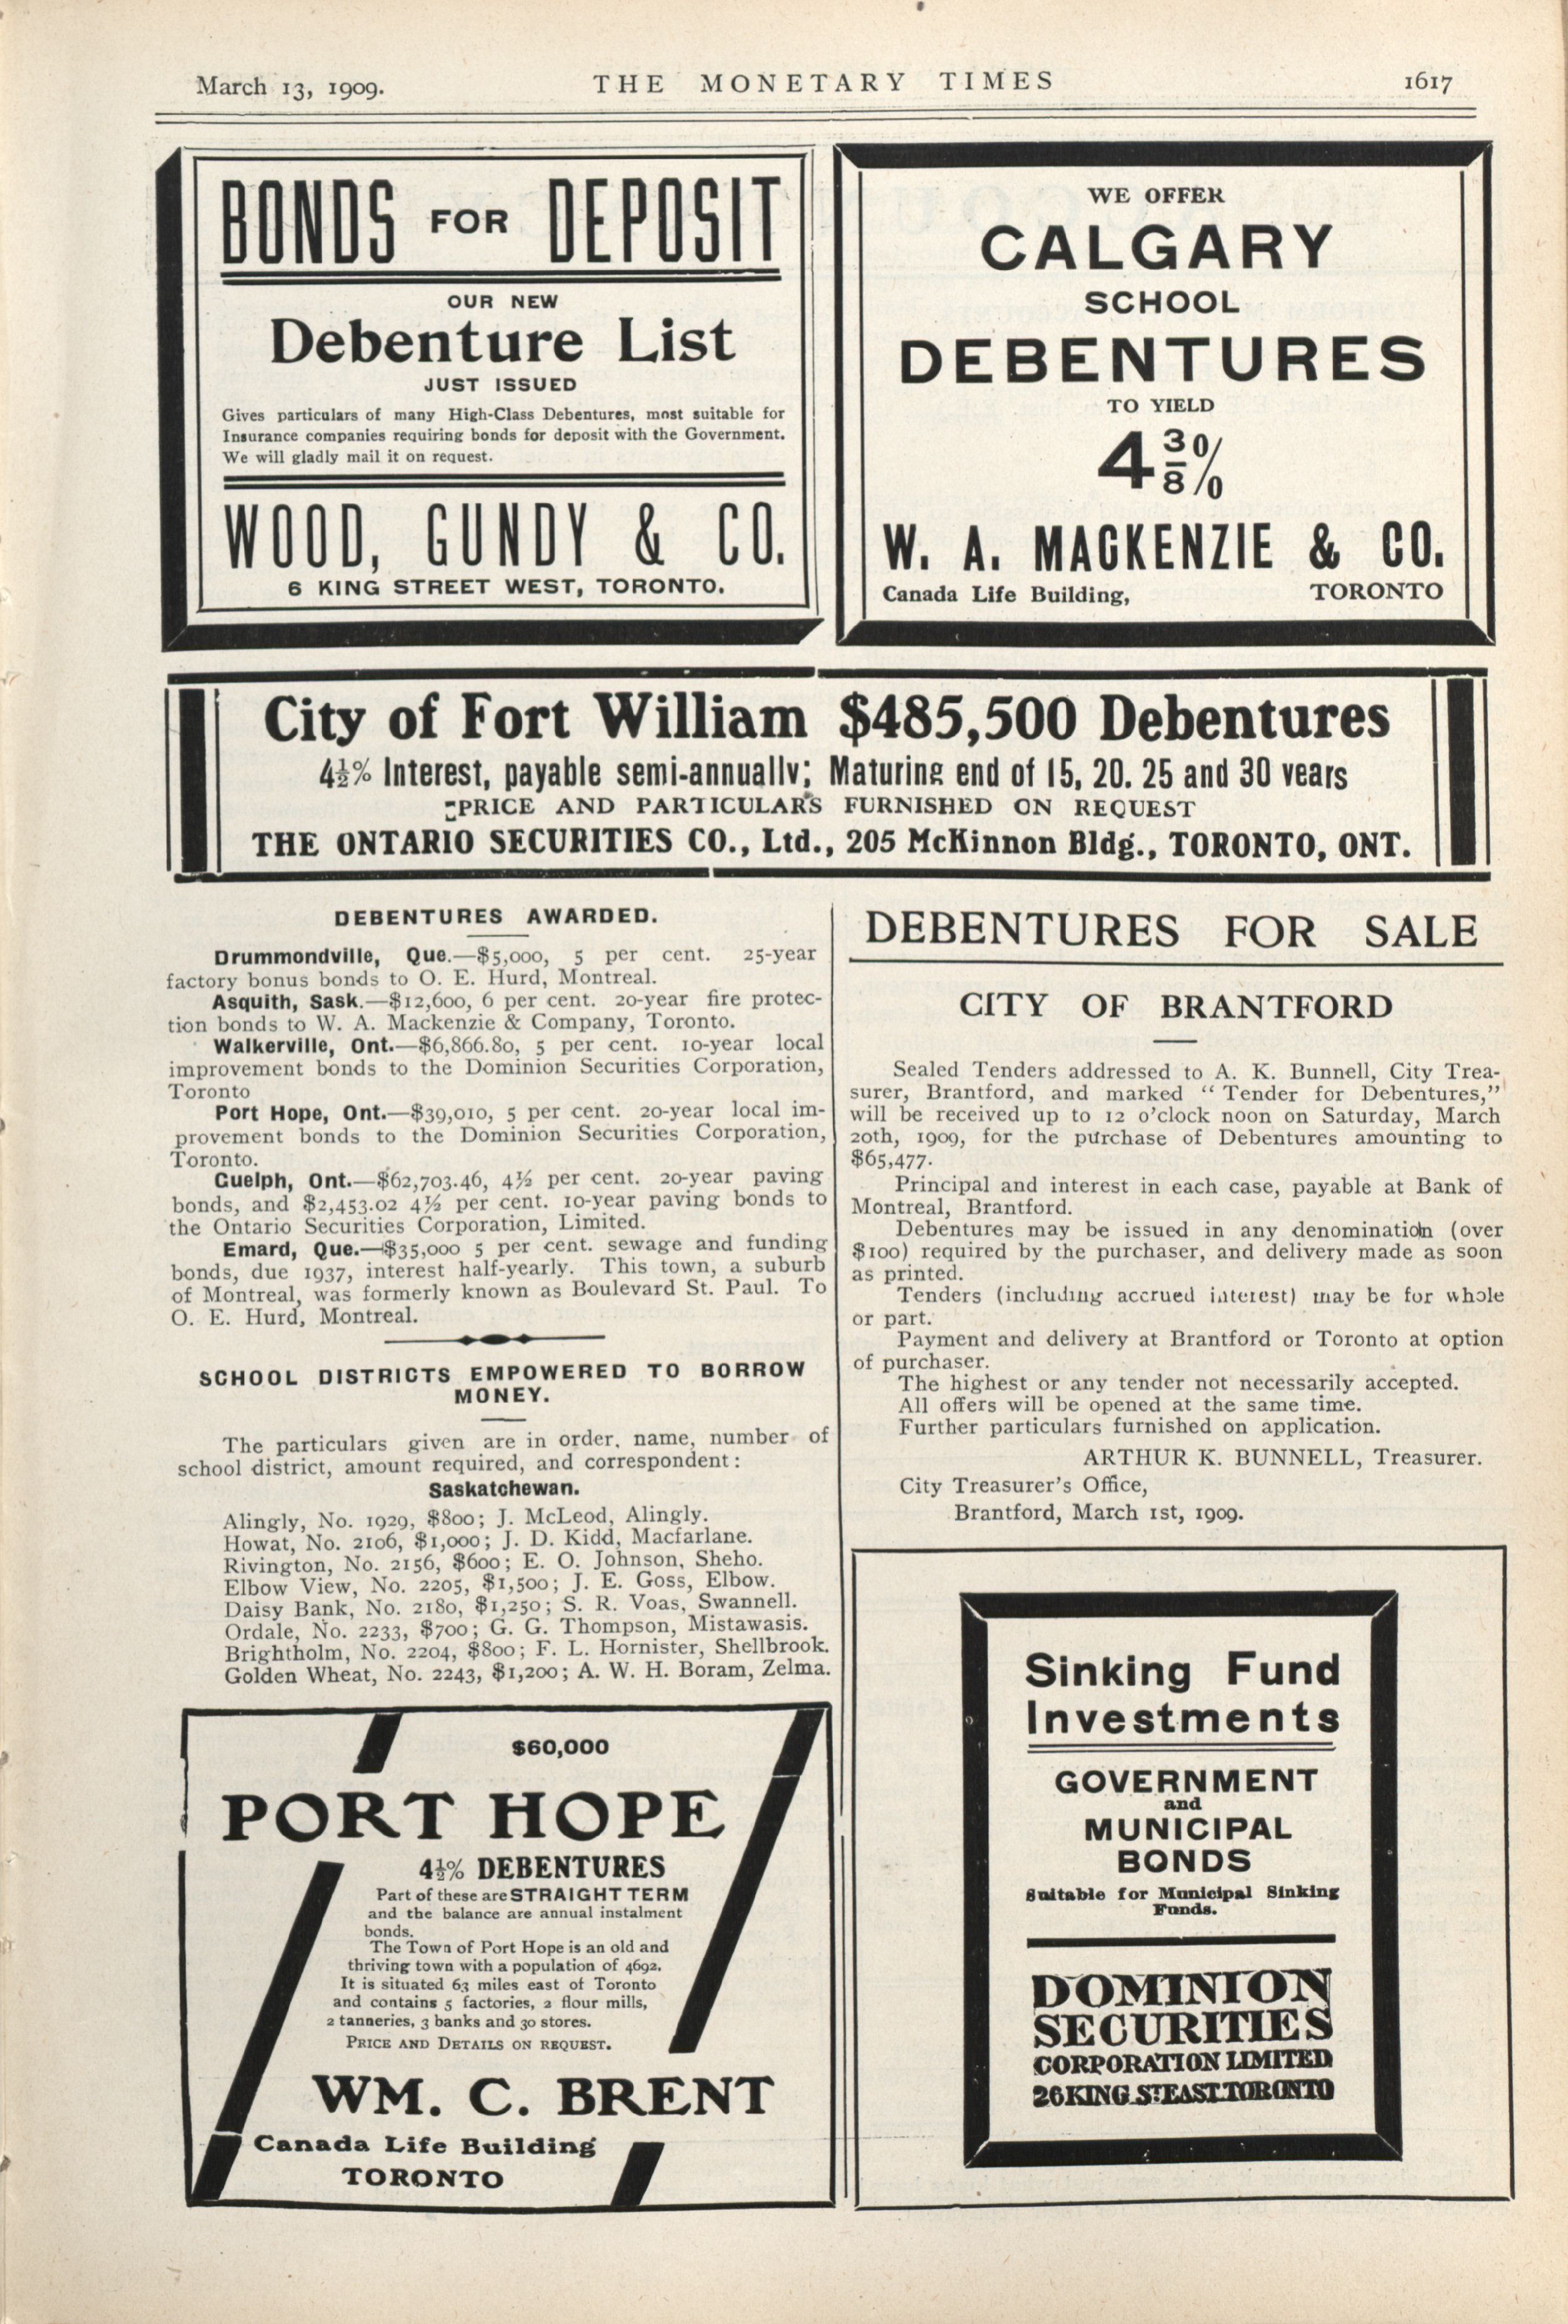 March 13, 1909.
THE MONETARY TIMES
1617
BONDS FOR DEPOSIT
OUR NEW
Debenture List
JUST ISSUED
Gives particulars of many High-Class Debentures, most suitable for
Insurance companies requiring bonds for deposit with the Government.
We will gladly mail it on request.
WOOD, GUNDY & CO.
6 KING STREET WEST, TORONTO.
WE OFFER
CALGARY
SCHOOL
DEBENTURES
TO YIELD
4 3/8 %
W. A. MACKENZIE & CO.
Canada Life Building, TORONTO
City of Fort William $485,500 Debentures
4½% Interest, payable semi-annually; Maturing end of 15, 20, 25 and 30 years
PRICE AND PARTICULARS FURNISHED ON REQUEST
THE ONTARIO SECURITIES CO., Ltd., 205 McKinnon Bldg., TORONTO, ONT.
DEBENTURES AWARDED.
Drummondville, Que.—$5,000, 5 per cent. 25-year
factory bonus bonds to O. E. Hurd, Montreal.
Asquith, Sask.—$12,600, 6 per cent. 20-year fire protec-
tion bonds to W. A. Mackenzie & Company, Toronto.
Walkerville, Ont.—$6,866.80, 5 per cent. 10-year local
improvement bonds to the Dominion Securities Corporation,
Toronto
Port Hope, Ont.—$39,010, 5 per cent. 20-year local im-
provement bonds to the Dominion Securities Corporation,
Toronto.
Guelph, Ont.—$62,703.46, 4½ per cent. 20-year paving
bonds, and $2,453.02 4½ per cent. 10-year paving bonds to
the Ontario Securities Corporation, Limited.
Emard, Que.—$35,000 5 per cent. sewage and funding
bonds, due 1937, interest half-yearly. This town, a suburb
of Montreal, was formerly known as Boulevard St. Paul. To
O. E. Hurd, Montreal.
SCHOOL DISTRICTS EMPOWERED TO BORROW
MONEY.
The particulars given are in order, name, number of
school district, amount required, and correspondent:
Saskatchewan.
Alingly, No. 1929, $800; J. McLeod, Alingly.
Howat, No. 2106, $1,000; J. D. Kidd, Macfarlane.
Rivington, No. 2156, $600; E. O. Johnson, Sheho.
Elbow View, No. 2205, $1,500; J. E. Goss, Elbow.
Daisy Bank, No. 2180, $1,250; S. R. Voas, Swannell.
Ordale, No. 2233, $700; G. G. Thompson, Mistawasis.
Brightholm, No. 2204, $800; F. L. Hornister, Shellbrook.
Golden Wheat, No. 2243, $1,200; A. W. H. Boram, Zelma.
$60,000
PORT HOPE
4½% DEBENTURES
Part of these are STRAIGHT TERM
and the balance are annual instalment
bonds.
The Town of Port Hope is an old and
thriving town with a population of 4692.
It is situated 63 miles east of Toronto
and contains 5 factories, 2 flour mills,
2 tanneries, 3 banks and 30 stores.
PRICE AND DETAILS ON REQUEST.
WM. C. BRENT
Canada Life Building
TORONTO
DEBENTURES FOR SALE
CITY OF BRANTFORD
Sealed Tenders addressed to A. K. Bunnell, City Trea-
surer, Brantford, and marked "Tender for Debentures,"
will be received up to 12 o'clock noon on Saturday, March
20th, 1909, for the purchase of Debentures amounting to
$65,477.
Principal and interest in each case, payable at Bank of
Montreal, Brantford.
Debentures may be issued in any denomination (over
$100) required by the purchaser, and delivery made as soon
as printed.
Tenders (including accrued interest) may be for whole
or part.
Payment and delivery at Brantford or Toronto at option
of purchaser.
The highest or any tender not necessarily accepted.
All offers will be opened at the same time.
Further particulars furnished on application.
ARTHUR K. BUNNELL, Treasurer.
City Treasurer's Office,
Brantford, March 1st, 1909.
Sinking Fund
Investments
GOVERNMENT
and
MUNICIPAL
BONDS
Suitable for Municipal Sinking
Funds.
DOMINION
SECURITIES
CORPORATION LIMITED
26 KING ST. EAST TORONTO